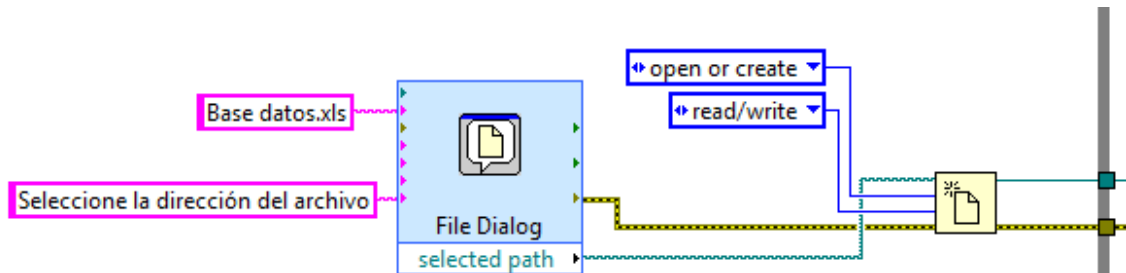 open or create
Base datos.xls
read/write
Seleccione la dirección del archivo
File Dialog
selected path